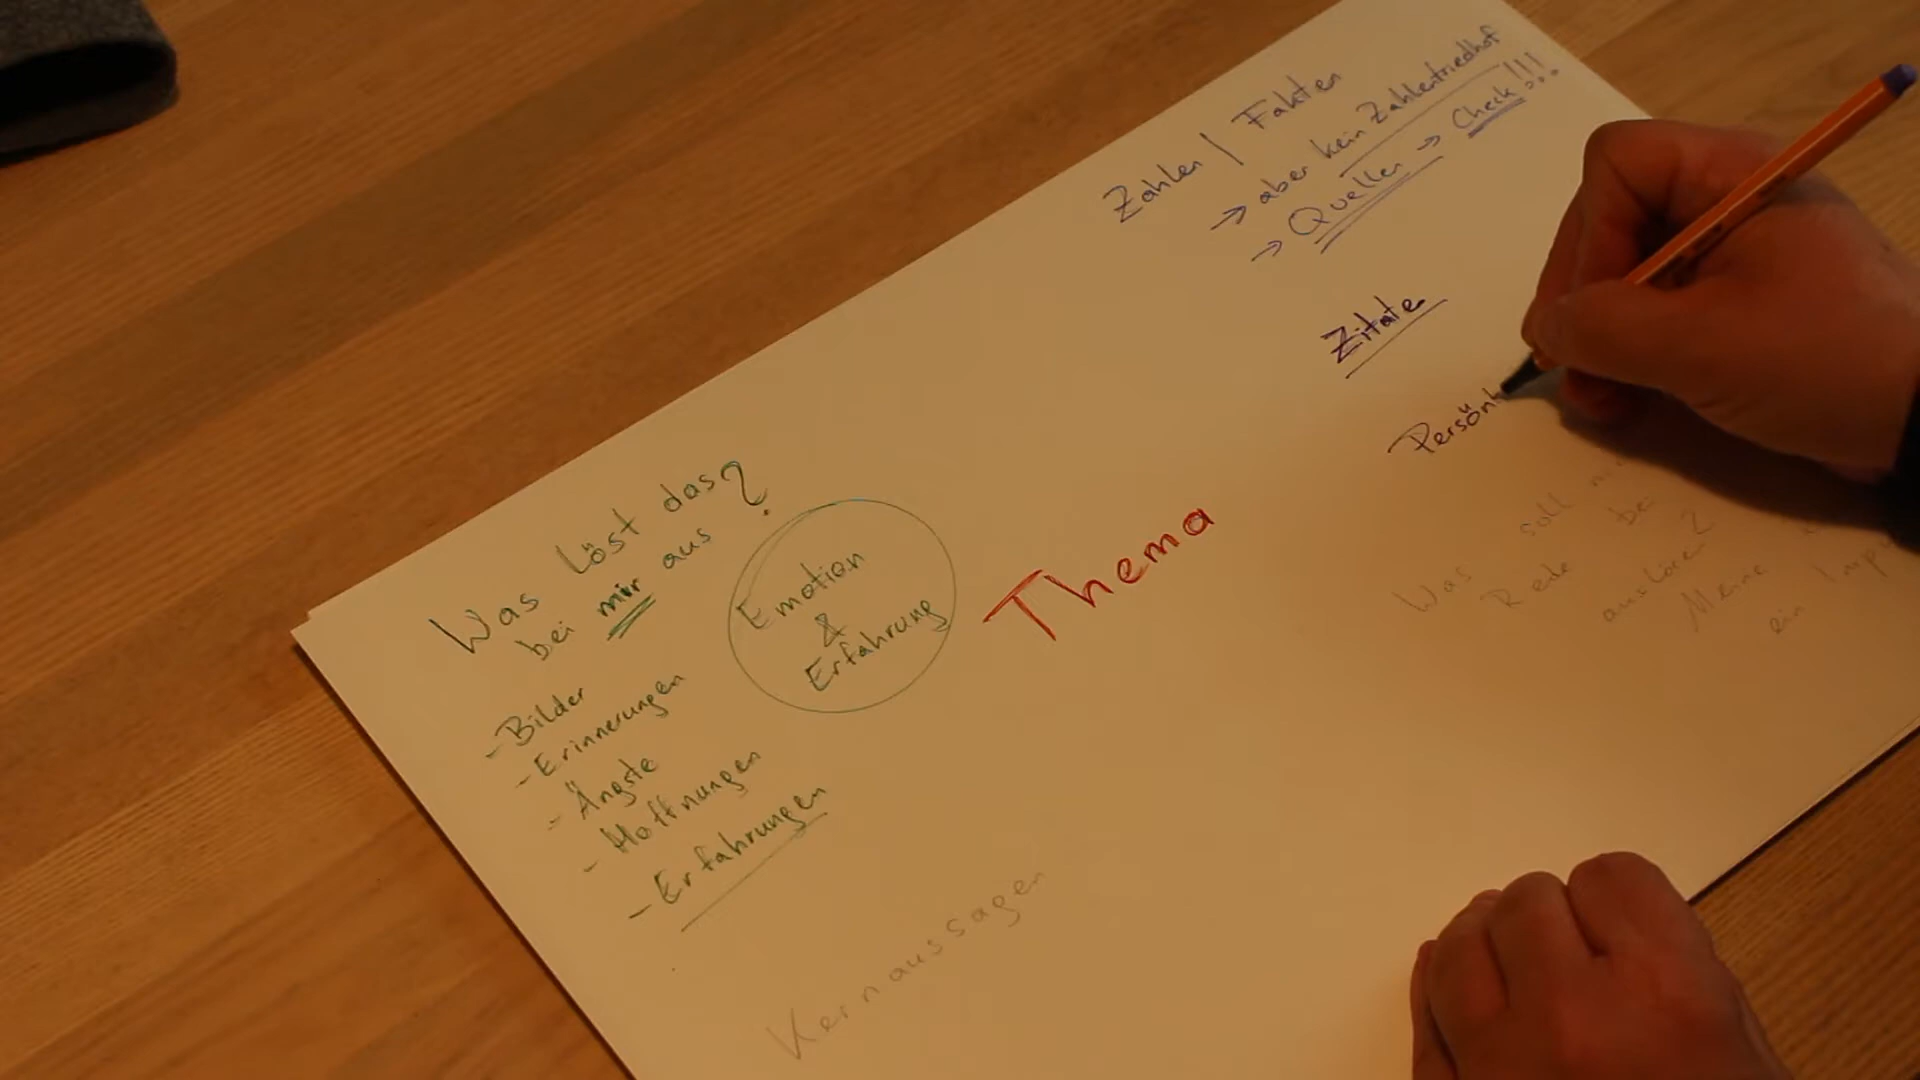 Zahlen | Fakten
→ aber kein Zahlenfriedhof
→ Quellen → Check!!!
Zitate
Persönl
Was löst das
bei mir aus?
Emotion
&
Erfahrung
Thema
- Bilder
- Erinnerungen
- Ängste
- Hoffnungen
- Erfahrungen
Was soll
Rede bei
auslösen?
Meine
ein
Kernaussagen